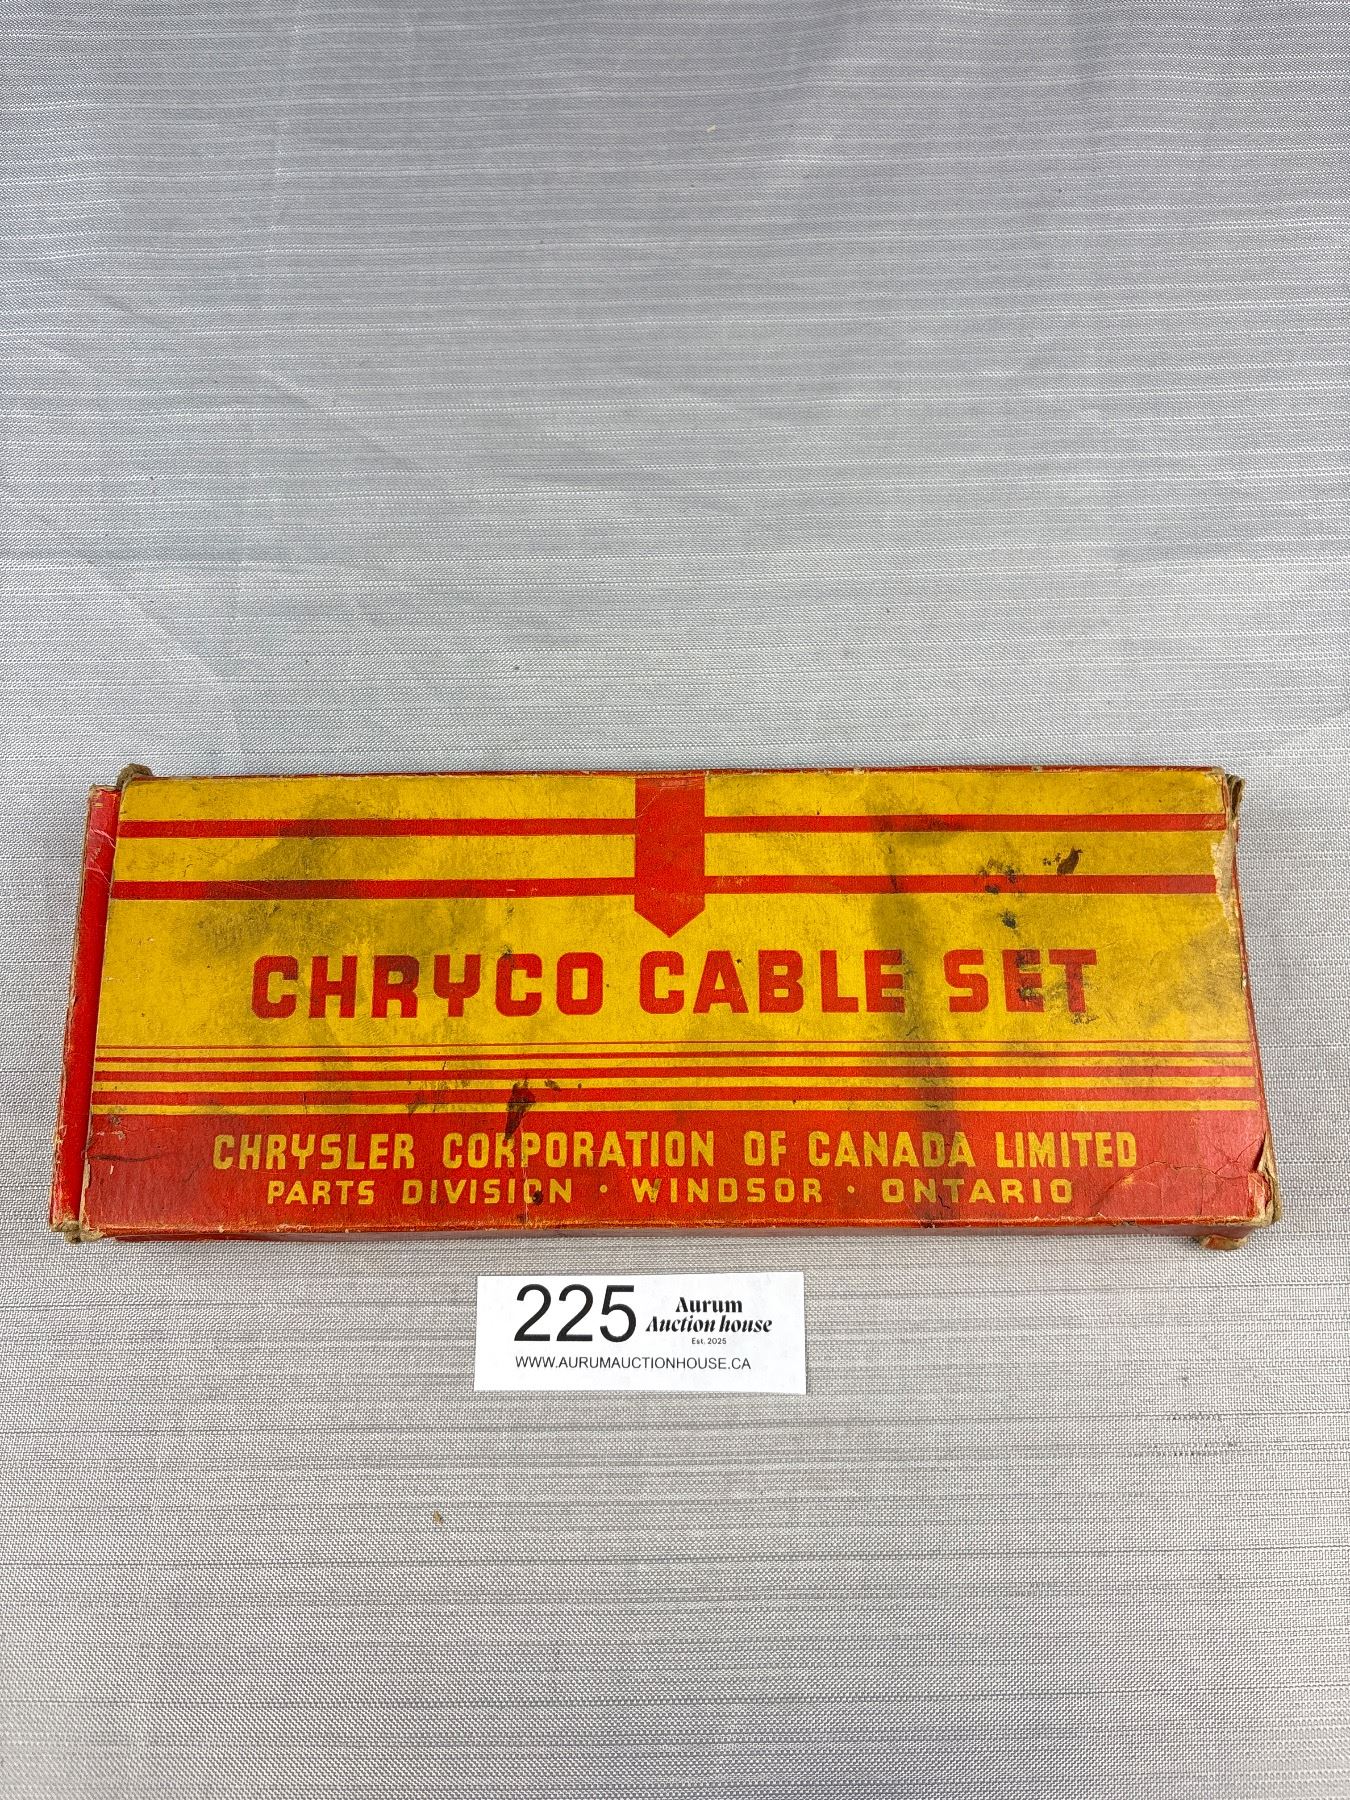 CHRYCO CABLE SET
CHRYSLER CORPORATION OF CANADA LIMITED
PARTS DIVISION · WINDSOR · ONTARIO
225
Aurum
Auction house
Est. 2025
WWW.AURUMAUCTIONHOUSE.CA